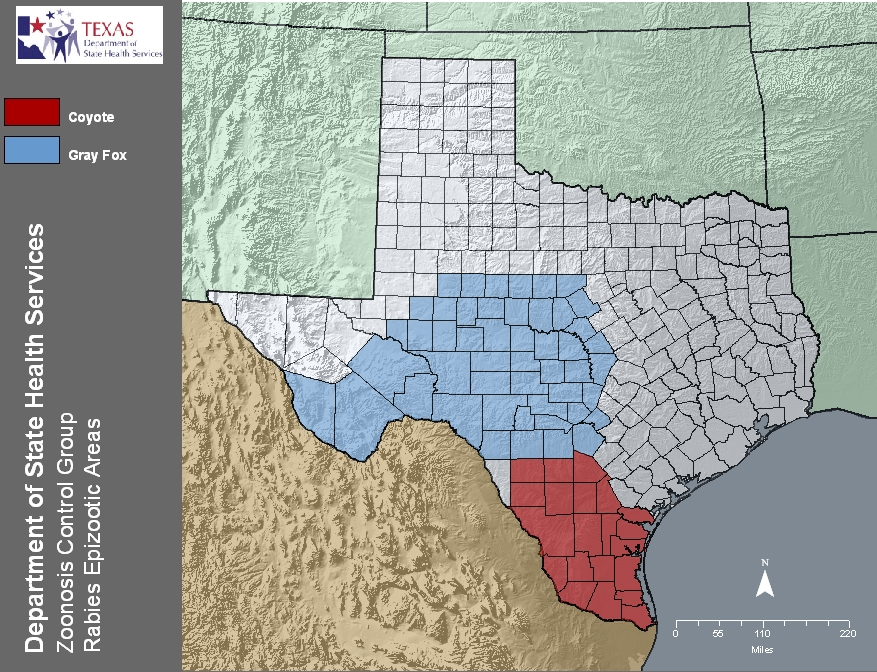 TEXAS
Department of
State Health Services
Coyote
Gray Fox
Department of State Health Services
Zoonosis Control Group
Rabies Epizootic Areas
N
0 55 110 220
Miles